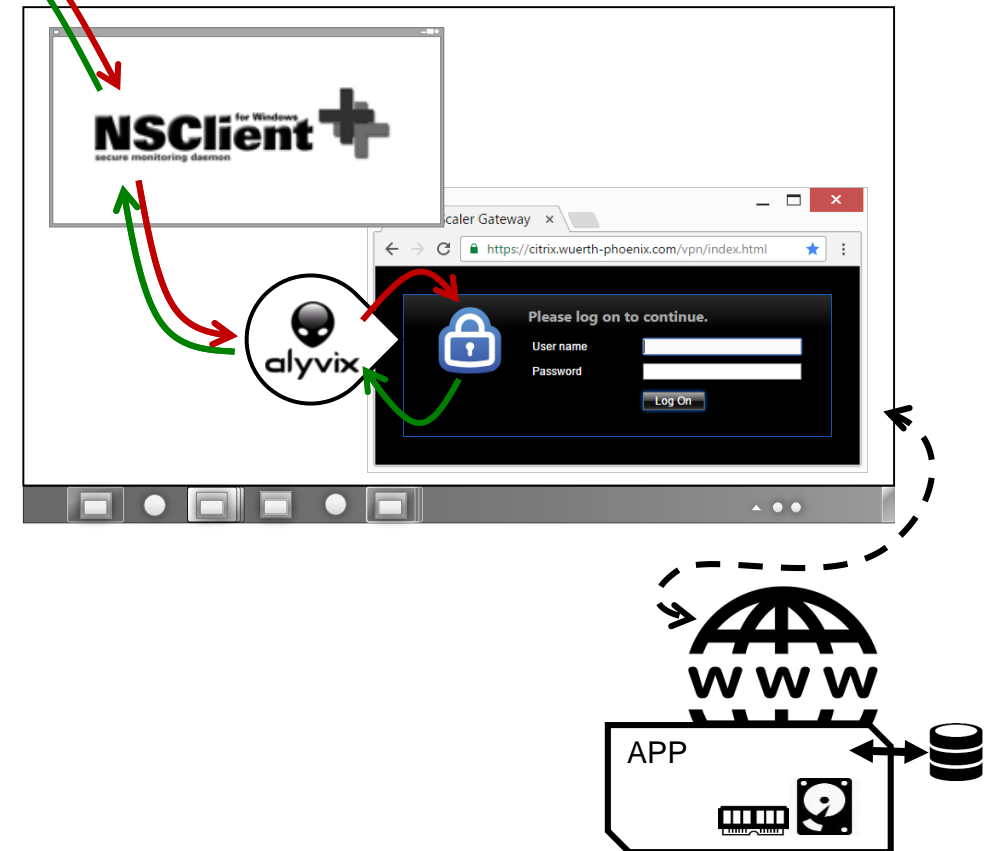 for Windows
NSClient
secure monitoring daemon
caler Gateway
https://citrix.wuerth-phoenix.com/vpn/index.html
Please log on to continue.
User name
Password
Log On
alyvix
WWW
APP